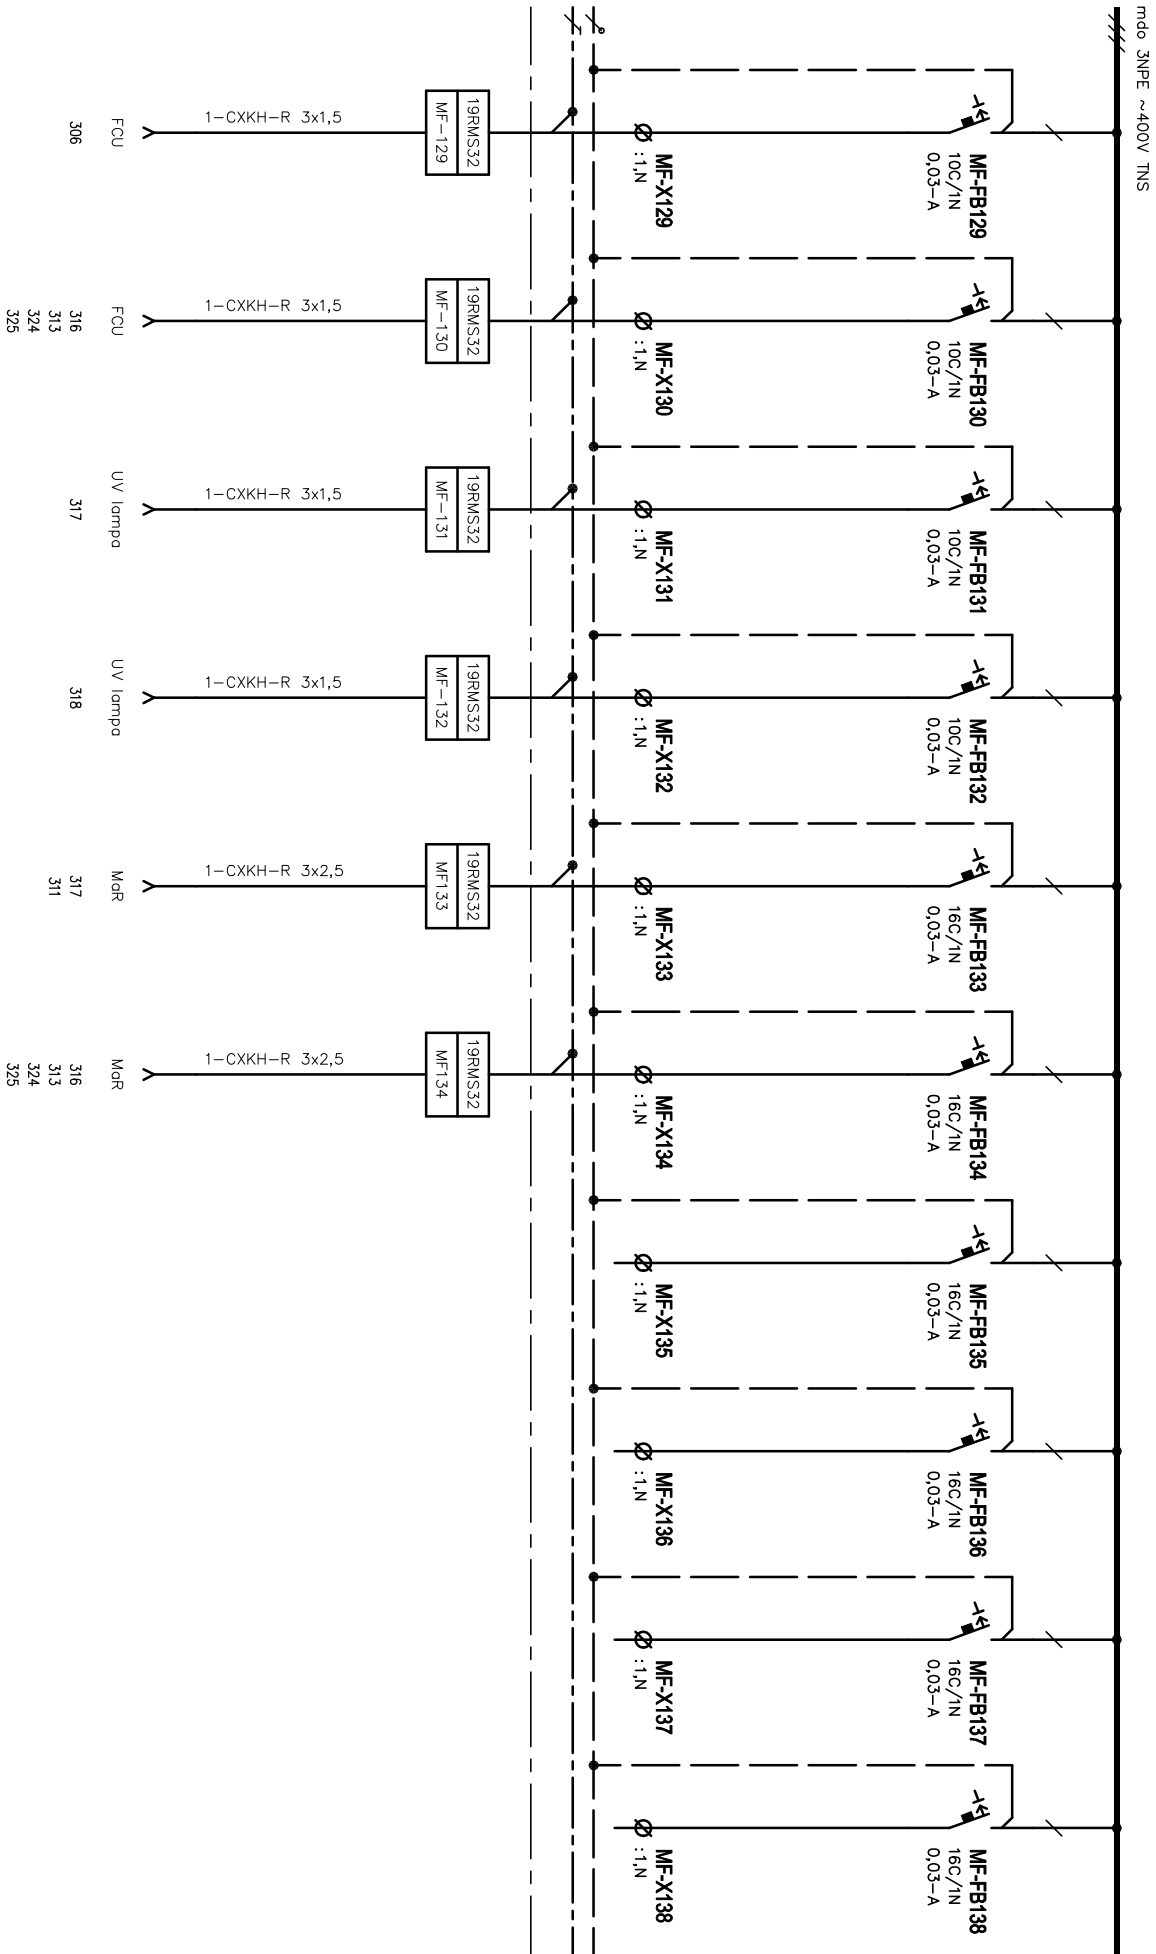 mdo 3NPE ~400V TNS
MF-FB129
10C/1N
0,03-A
MF-X129
:1,N
19RMS32
MF-129
1-CXKH-R 3x1,5
FCU
306
MF-FB130
10C/1N
0,03-A
MF-X130
:1,N
19RMS32
MF-130
1-CXKH-R 3x1,5
FCU
316
313
324
325
MF-FB131
10C/1N
0,03-A
MF-X131
:1,N
19RMS32
MF-131
1-CXKH-R 3x1,5
UV lampa
317
MF-FB132
10C/1N
0,03-A
MF-X132
:1,N
19RMS32
MF-132
1-CXKH-R 3x1,5
UV lampa
318
MF-FB133
16C/1N
0,03-A
MF-X133
:1,N
19RMS32
MF133
1-CXKH-R 3x2,5
MaR
317
311
MF-FB134
16C/1N
0,03-A
MF-X134
:1,N
19RMS32
MF134
1-CXKH-R 3x2,5
MaR
316
313
324
325
MF-FB135
16C/1N
0,03-A
MF-X135
:1,N
MF-FB136
16C/1N
0,03-A
MF-X136
:1,N
MF-FB137
16C/1N
0,03-A
MF-X137
:1,N
MF-FB138
16C/1N
0,03-A
MF-X138
:1,N